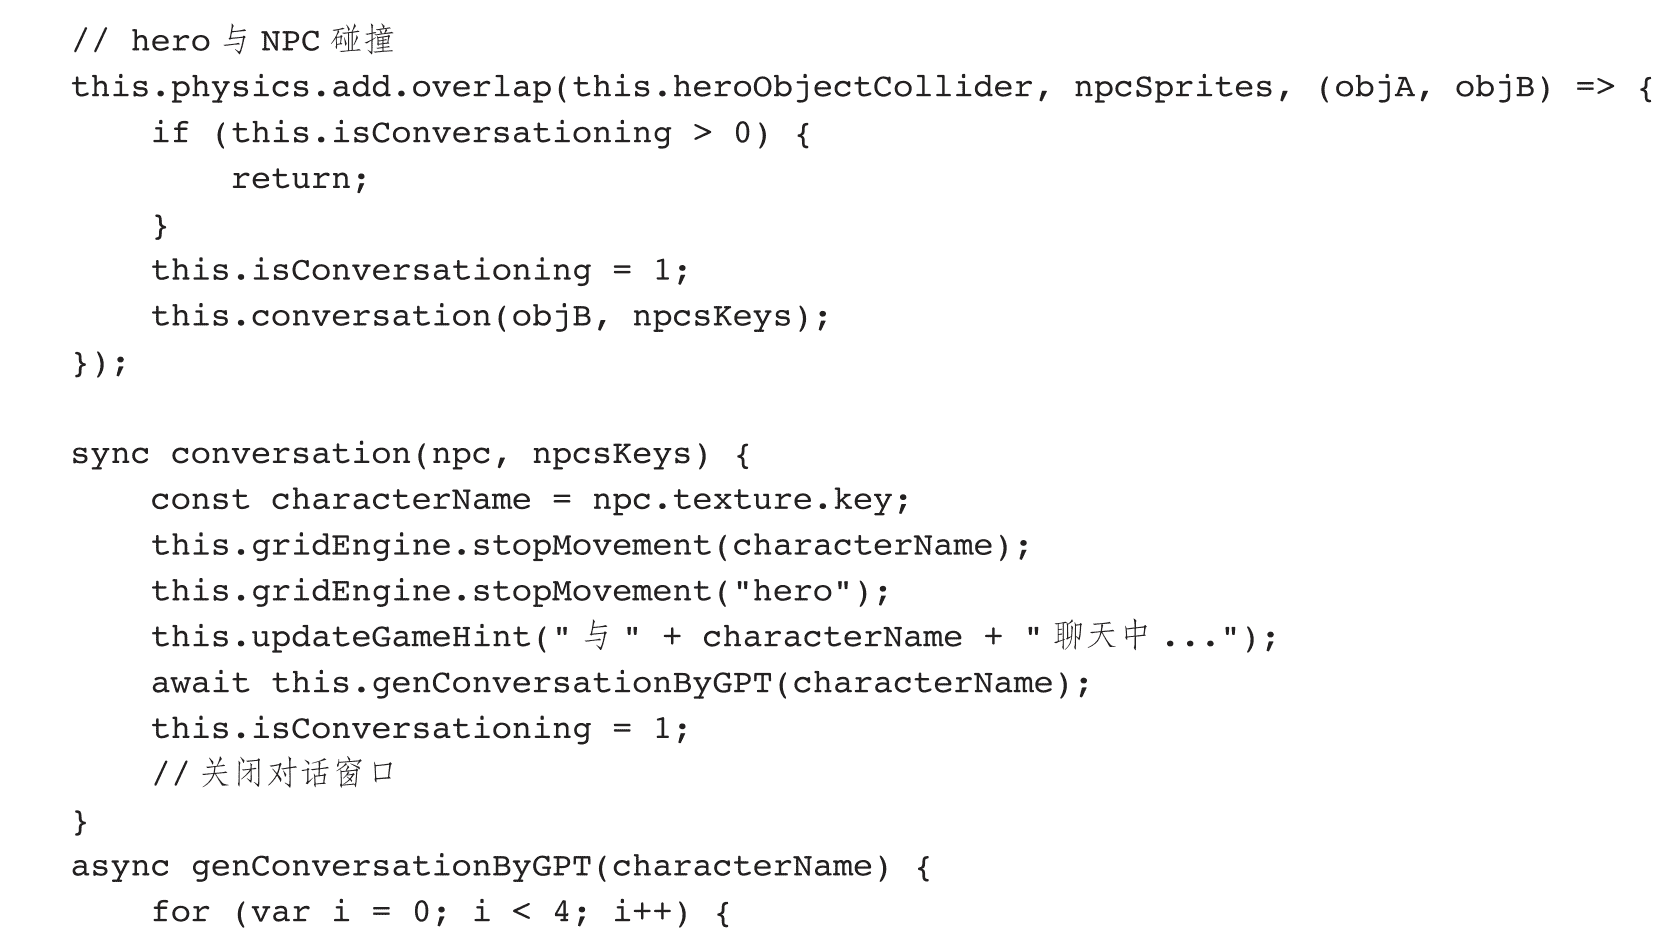 // hero 与 NPC 碰撞
this.physics.add.overlap(this.heroObjectCollider, npcSprites, (objA, objB) => {
    if (this.isConversationing > 0) {
        return;
    }
    this.isConversationing = 1;
    this.conversation(objB, npcsKeys);
});

sync conversation(npc, npcsKeys) {
    const characterName = npc.texture.key;
    this.gridEngine.stopMovement(characterName);
    this.gridEngine.stopMovement("hero");
    this.updateGameHint(" 与 " + characterName + " 聊天中 ...");
    await this.genConversationByGPT(characterName);
    this.isConversationing = 1;
    // 关闭对话窗口
}
async genConversationByGPT(characterName) {
    for (var i = 0; i < 4; i++) {